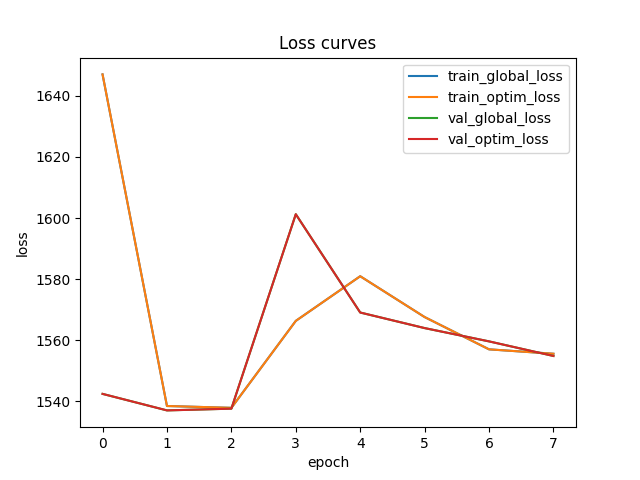 Loss curves
train_global_loss
train_optim_loss
val_global_loss
val_optim_loss
loss
1640
1620
1600
1580
1560
1540
0 1 2 3 4 5 6 7
epoch